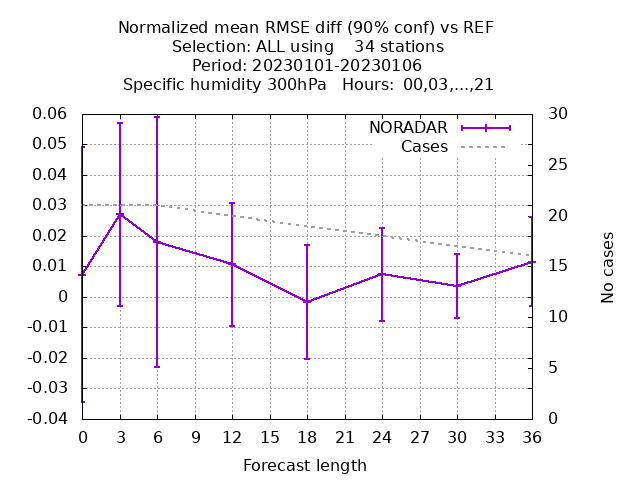 Normalized mean RMSE diff (90% conf) vs REF
Selection: ALL using    34 stations
Period: 20230101-20230106
Specific humidity 300hPa   Hours:  00,03,...,21
NORADAR
Cases
0.06
0.05
0.04
0.03
0.02
0.01
0
-0.01
-0.02
-0.03
-0.04
30
25
20
15
10
5
0
No cases
0 3 6 9 12 15 18 21 24 27 30 33 36
Forecast length